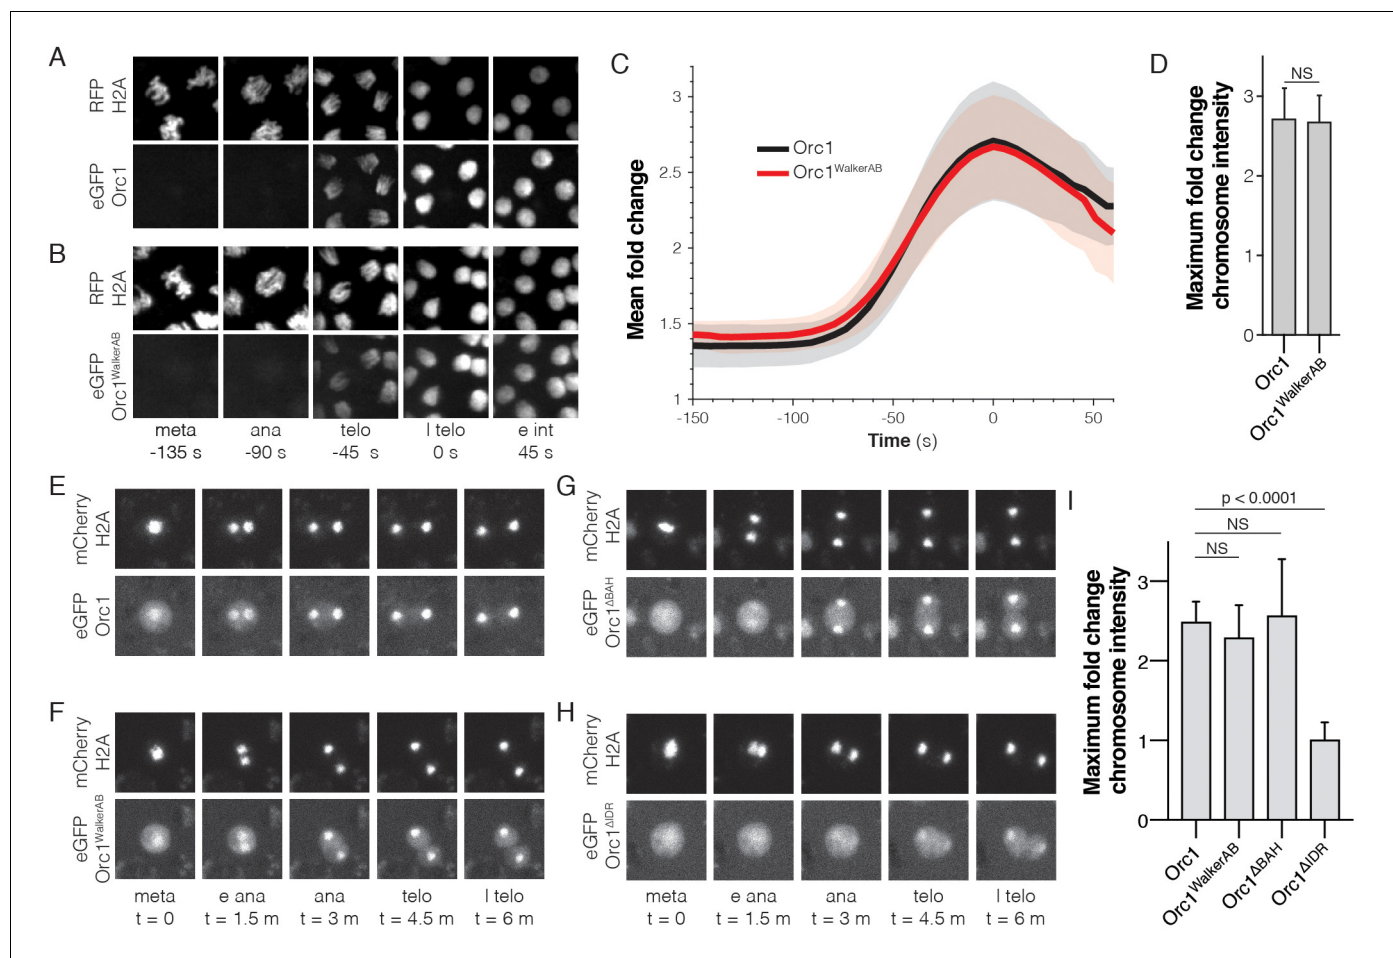 A
RFP
H2A
eGFP
Orc1
B
RFP
H2A
eGFP
Orc1WalkerAB
meta
ana
telo
l telo
e int
-135 s
-90 s
-45 s
0 s
45 s
C
Mean fold change
3
2.5
2
1.5
1
-150
-100
-50
0
50
Time (s)
Orc1
Orc1WalkerAB
D
Maximum fold change
chromosome intensity
3
2
1
0
NS
Orc1
Orc1WalkerAB
E
mCherry
H2A
eGFP
Orc1
F
mCherry
H2A
eGFP
Orc1WalkerAB
meta
e ana
ana
telo
l telo
t = 0
t = 1.5 m
t = 3 m
t = 4.5 m
t = 6 m
G
mCherry
H2A
eGFP
Orc1ΔBAH
H
mCherry
H2A
eGFP
Orc1ΔIDR
meta
e ana
ana
telo
l telo
t = 0
t = 1.5 m
t = 3 m
t = 4.5 m
t = 6 m
I
p < 0.0001
NS
NS
Maximum fold change
chromosome intensity
3
2
1
0
Orc1
Orc1WalkerAB
Orc1ΔBAH
Orc1ΔIDR